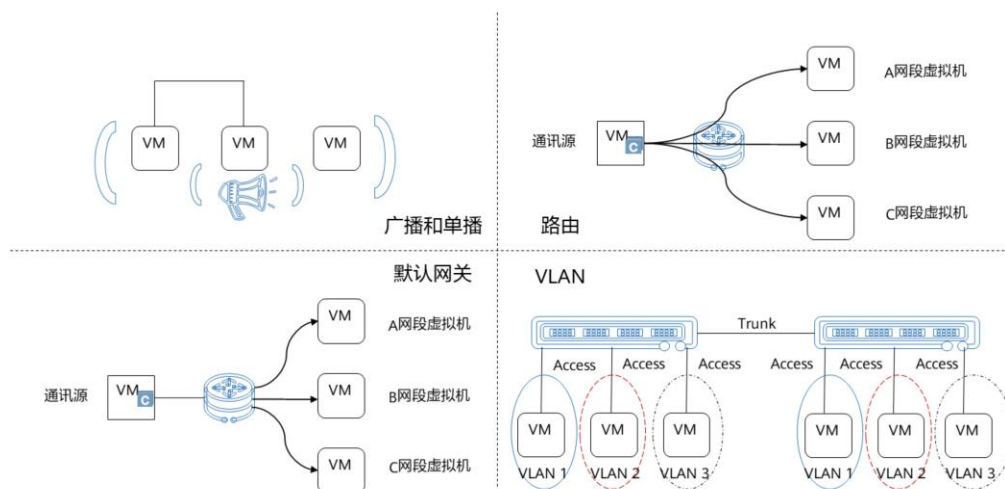 VM
VM
VM
广播和单播
VM
A网段虚拟机
通讯源
VM
C
VM
B网段虚拟机
VM
C网段虚拟机
路由
默认网关
VM
A网段虚拟机
通讯源
VM
C
VM
B网段虚拟机
VM
C网段虚拟机
VLAN
Trunk
Access
Access
Access
Access
Access
Access
VM
VM
VM
VM
VM
VM
VLAN 1
VLAN 2
VLAN 3
VLAN 1
VLAN 2
VLAN 3